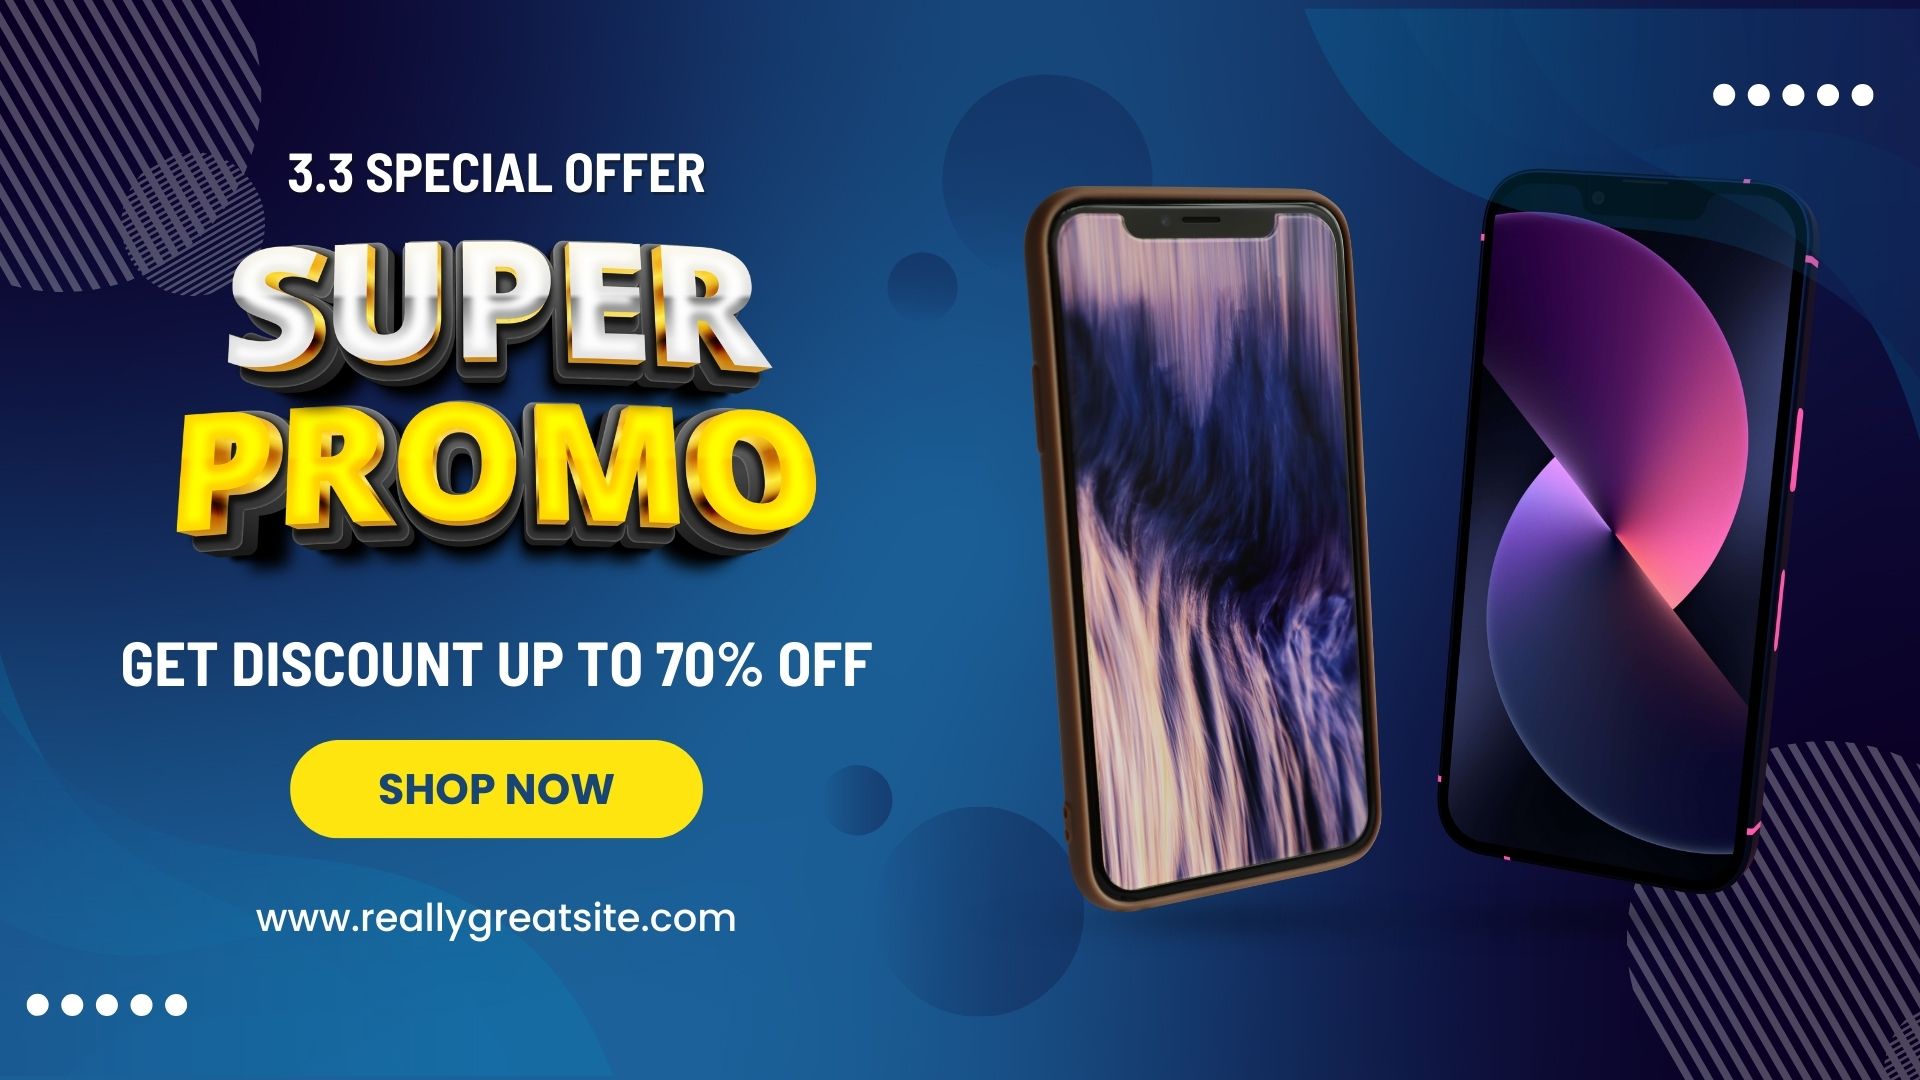 3.3 SPECIAL OFFER
SUPER
PROMO
GET DISCOUNT UP TO 70% OFF
SHOP NOW
www.reallygreatsite.com